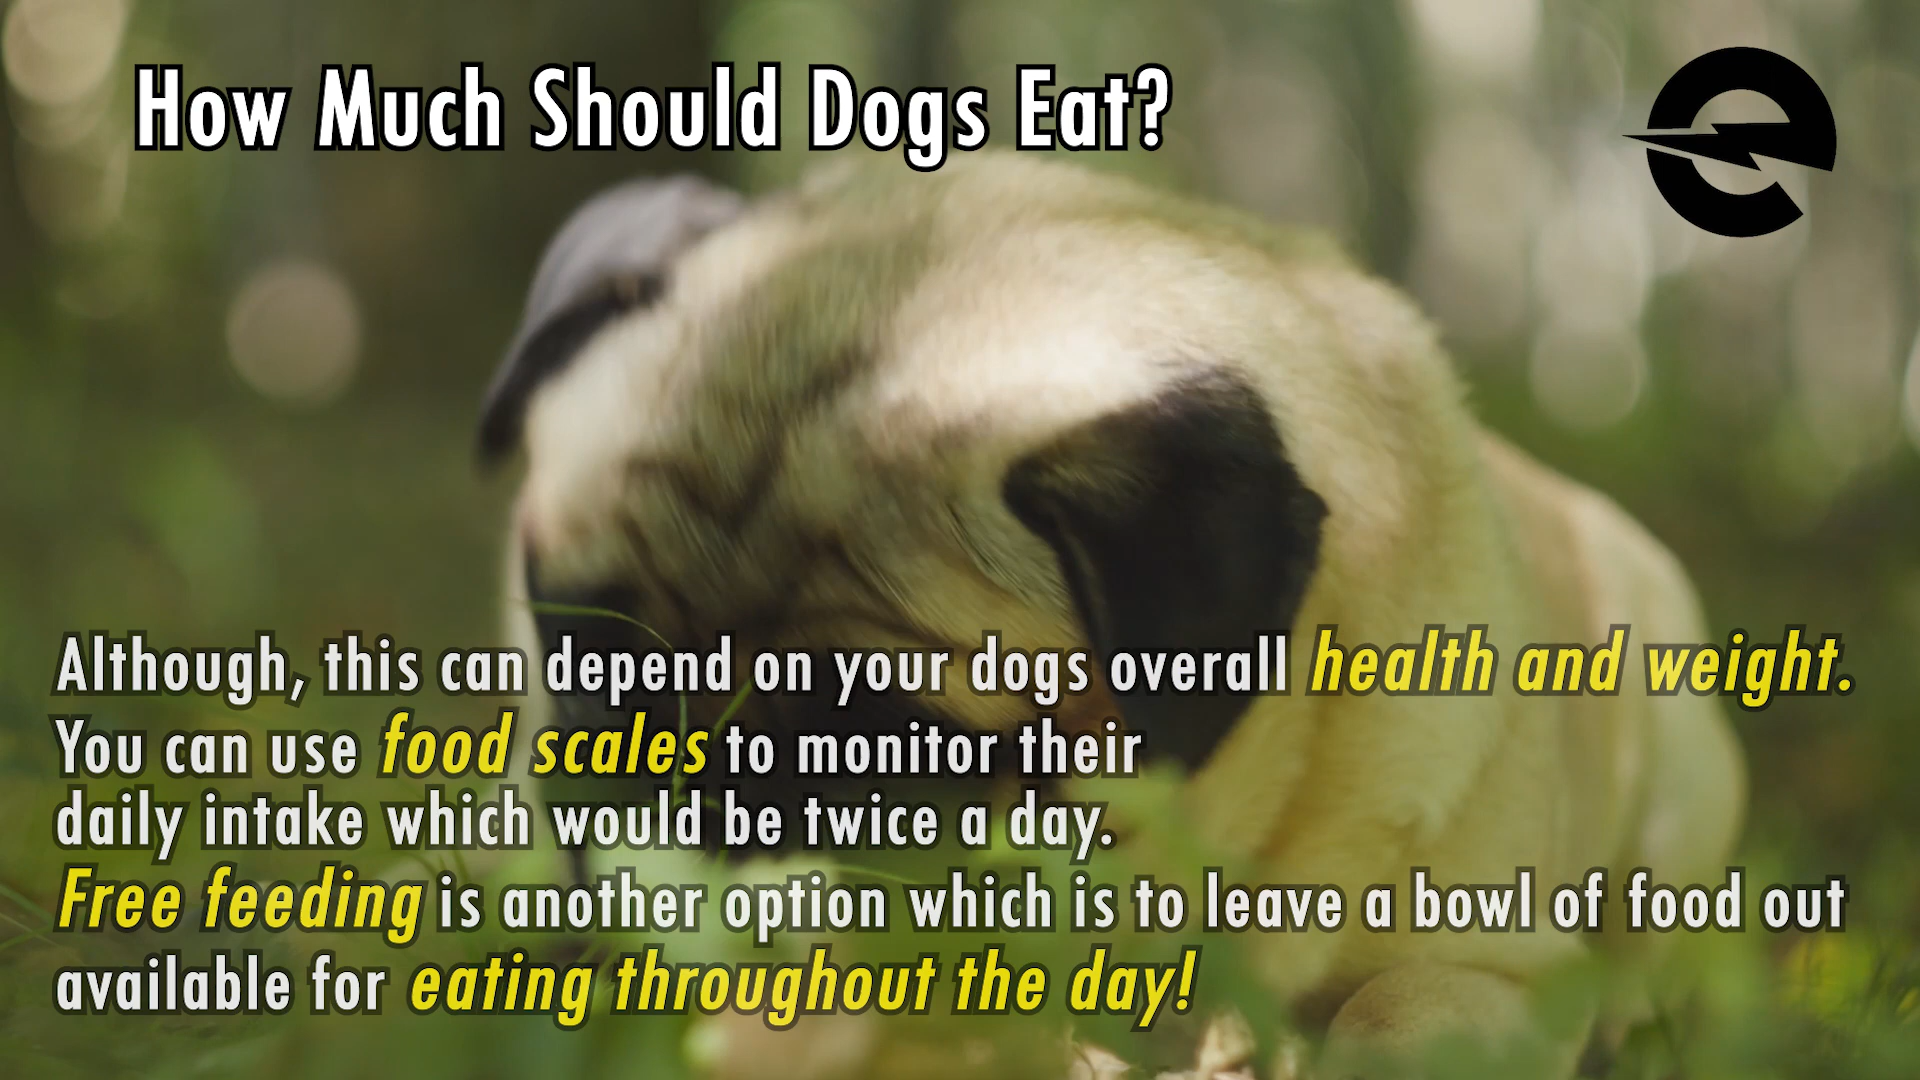 How Much Should Dogs Eat?
Although, this can depend on your dogs overall health and weight.
You can use food scales to monitor their
daily intake which would be twice a day.
Free feeding is another option which is to leave a bowl of food out
available for eating throughout the day!